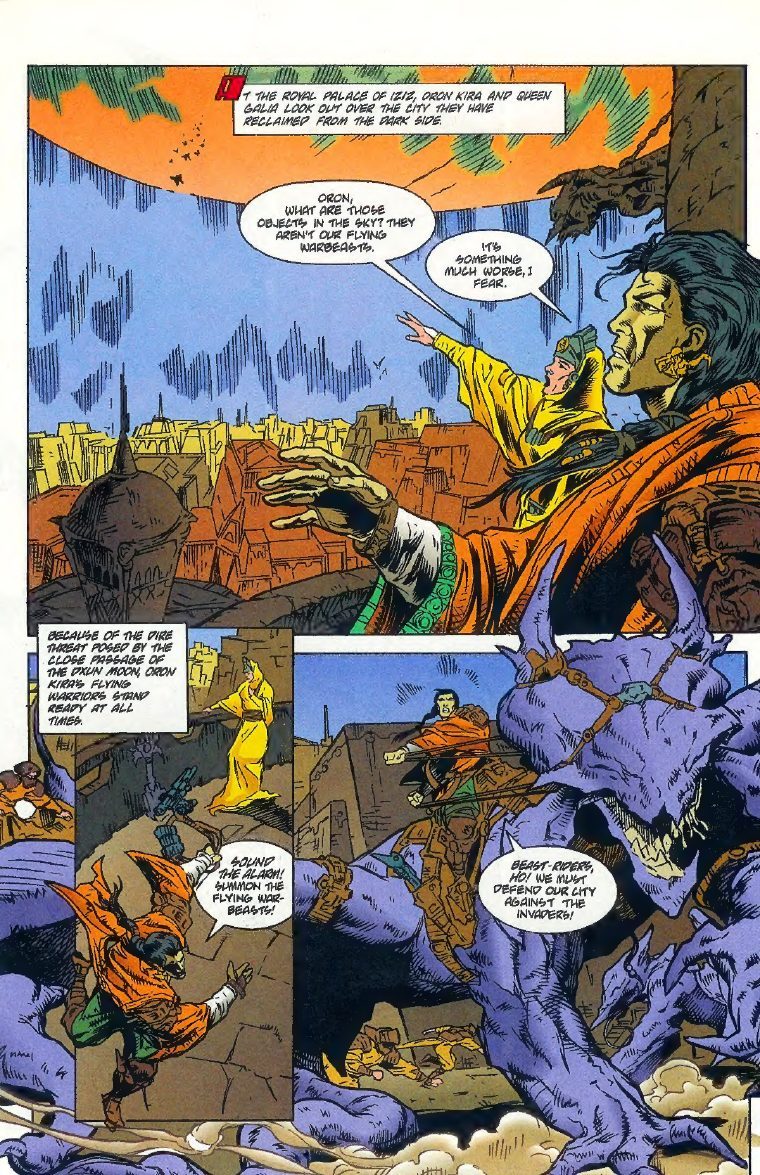 AT THE ROYAL PALACE OF IZIZ, ORON KIRA AND QUEEN
GALIA LOOK OUT OVER THE CITY THEY HAVE
RECLAIMED FROM THE DARK SIDE.
ORON,
WHAT ARE THOSE
OBJECTS IN THE SKY? THEY
AREN'T OUR FLYING
WARBEASTS.
IT'S
SOMETHING
MUCH WORSE, I
FEAR.
BECAUSE OF THE DIRE
THREAT POSED BY THE
CLOSE PASSAGE OF
THE DXUN MOON, ORON
KIRA'S FLYING
WARRIORS STAND
READY AT ALL
TIMES.
SOUND
THE ALARM!
SUMMON THE
FLYING WAR-
BEASTS!
BEAST-RIDERS,
HO! WE MUST
DEFEND OUR CITY
AGAINST THE
INVADERS!